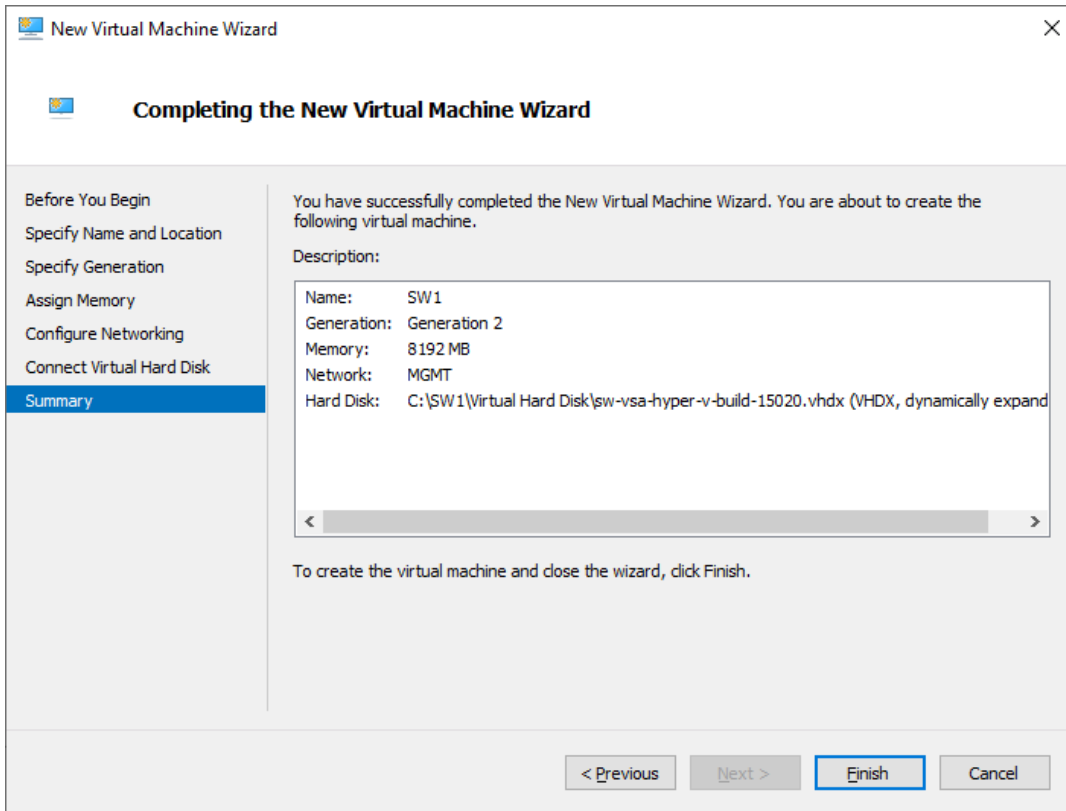 New Virtual Machine Wizard
Completing the New Virtual Machine Wizard
Before You Begin
Specify Name and Location
Specify Generation
Assign Memory
Configure Networking
Connect Virtual Hard Disk
Summary
You have successfully completed the New Virtual Machine Wizard. You are about to create the
following virtual machine.
Description:
Name: SW1
Generation: Generation 2
Memory: 8192 MB
Network: MGMT
Hard Disk: C:\SW1\Virtual Hard Disk\sw-vsa-hyper-v-build-15020.vhdx (VHDX, dynamically expand
To create the virtual machine and close the wizard, click Finish.
< Previous
Next >
Finish
Cancel